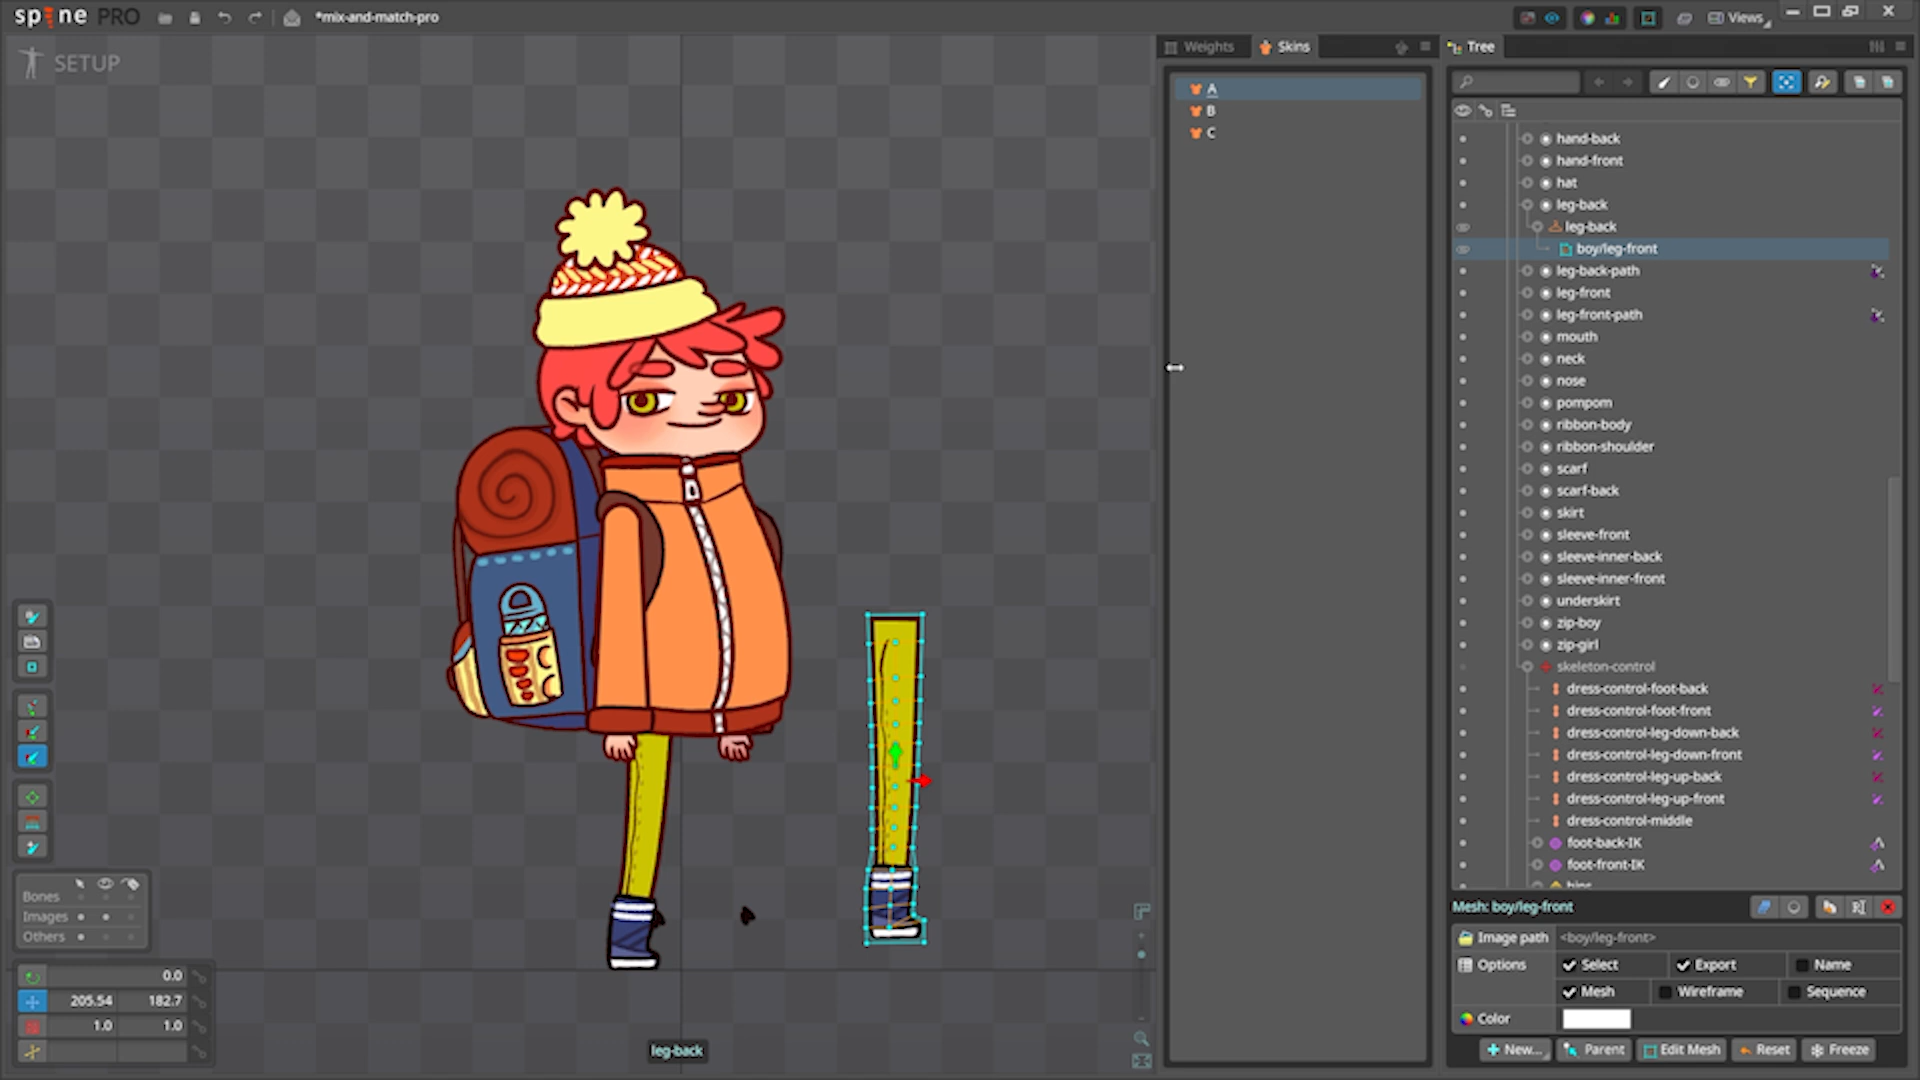 spine PRO
*mix-and-match-pro
Views
SETUP
Weights
Skins
Tree
A
B
C
hand-back
hand-front
hat
leg-back
leg-back
boy/leg-front
leg-back-path
leg-front
leg-front-path
mouth
neck
nose
pompom
ribbon-body
ribbon-shoulder
scarf
scarf-back
skirt
sleeve-front
sleeve-inner-back
sleeve-inner-front
underskirt
zip-boy
zip-girl
skeleton-control
dress-control-foot-back
dress-control-foot-front
dress-control-leg-down-back
dress-control-leg-down-front
dress-control-leg-up-back
dress-control-leg-up-front
dress-control-middle
foot-back-IK
foot-front-IK
hips
Mesh: boy/leg-front
Image path <boy/leg-front>
Options Select Export Name
Mesh Wireframe Sequence
Color
New... Parent Edit Mesh Reset Freeze
Bones
Images
Others
0.0
205.54 182.7
1.0 1.0
leg-back